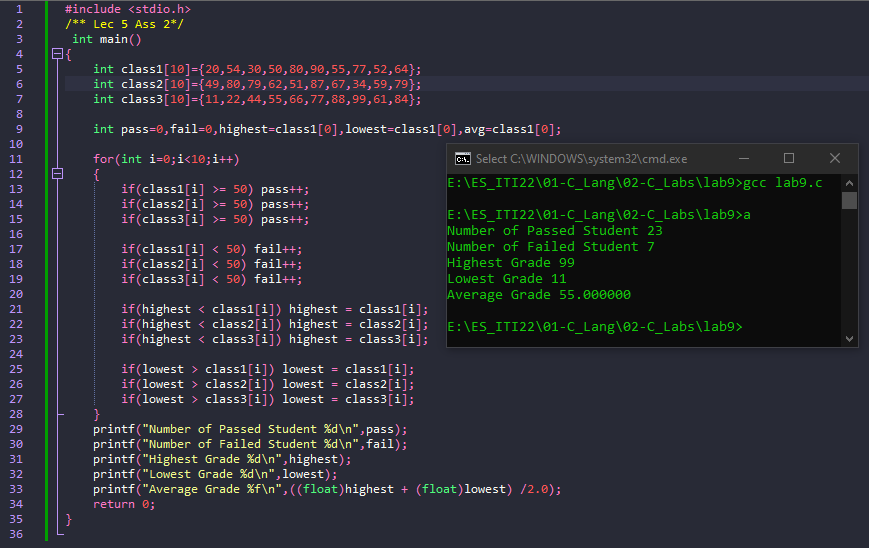 1 #include <stdio.h>
2 /** Lec 5 Ass 2*/
3 int main()
4 {
5 int class1[10]={20,54,30,50,80,90,55,77,52,64};
6 int class2[10]={49,80,79,62,51,87,67,34,59,79};
7 int class3[10]={11,22,44,55,66,77,88,99,61,84};
8
9 int pass=0,fail=0,highest=class1[0],lowest=class1[0],avg=class1[0];
10
11 for(int i=0;i<10;i++)
12 {
13 if(class1[i] >= 50) pass++;
14 if(class2[i] >= 50) pass++;
15 if(class3[i] >= 50) pass++;
16
17 if(class1[i] < 50) fail++;
18 if(class2[i] < 50) fail++;
19 if(class3[i] < 50) fail++;
20
21 if(highest < class1[i]) highest = class1[i];
22 if(highest < class2[i]) highest = class2[i];
23 if(highest < class3[i]) highest = class3[i];
24
25 if(lowest > class1[i]) lowest = class1[i];
26 if(lowest > class2[i]) lowest = class2[i];
27 if(lowest > class3[i]) lowest = class3[i];
28 }
29 printf("Number of Passed Student %d\n",pass);
30 printf("Number of Failed Student %d\n",fail);
31 printf("Highest Grade %d\n",highest);
32 printf("Lowest Grade %d\n",lowest);
33 printf("Average Grade %f\n",((float)highest + (float)lowest) /2.0);
34 return 0;
35 }
36
Select C:\WINDOWS\system32\cmd.exe
E:\ES_ITI22\01-C_Lang\02-C_Labs\lab9>gcc lab9.c
E:\ES_ITI22\01-C_Lang\02-C_Labs\lab9>a
Number of Passed Student 23
Number of Failed Student 7
Highest Grade 99
Lowest Grade 11
Average Grade 55.000000
E:\ES_ITI22\01-C_Lang\02-C_Labs\lab9>